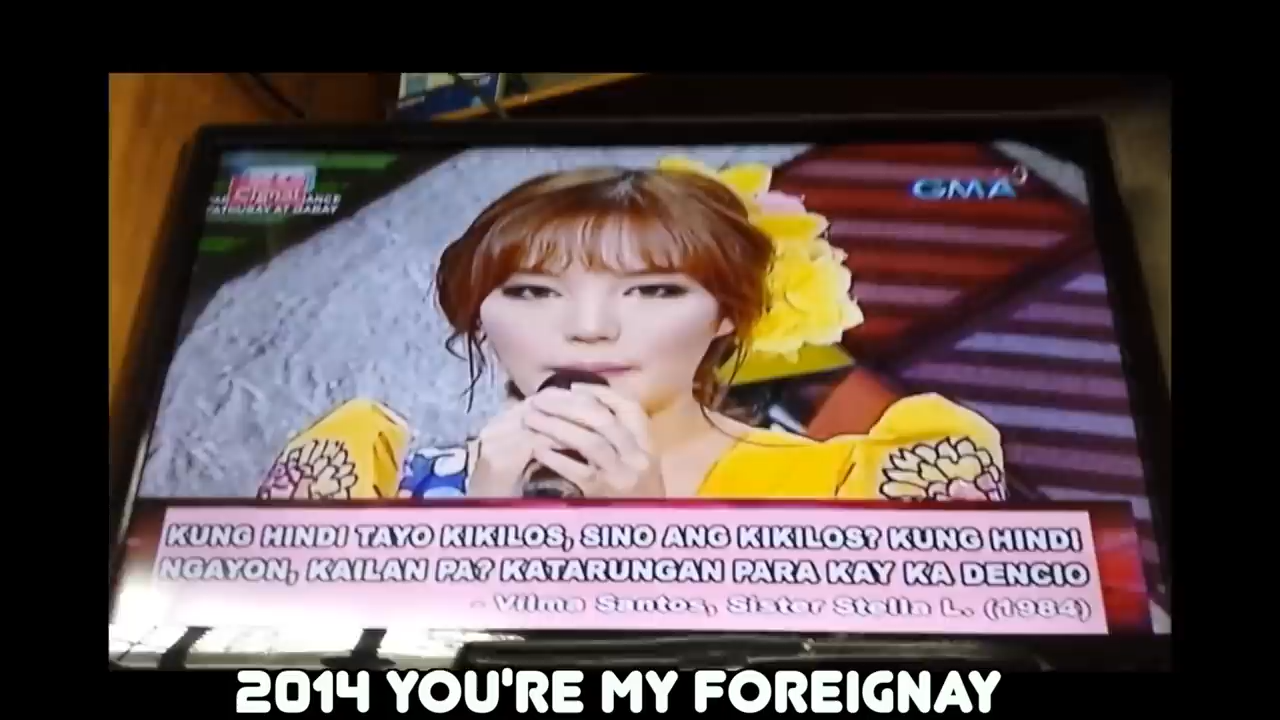 GMA
KUNG HINDI TAYO KIKILOS, SINO ANG KIKILOS? KUNG HINDI
NGAYON, KAILAN PA? KATARUNGAN PARA KAY KA DENCIO
- Vilma Santos, Sister Stella L. (1984)
2014 YOU'RE MY FOREIGNAY